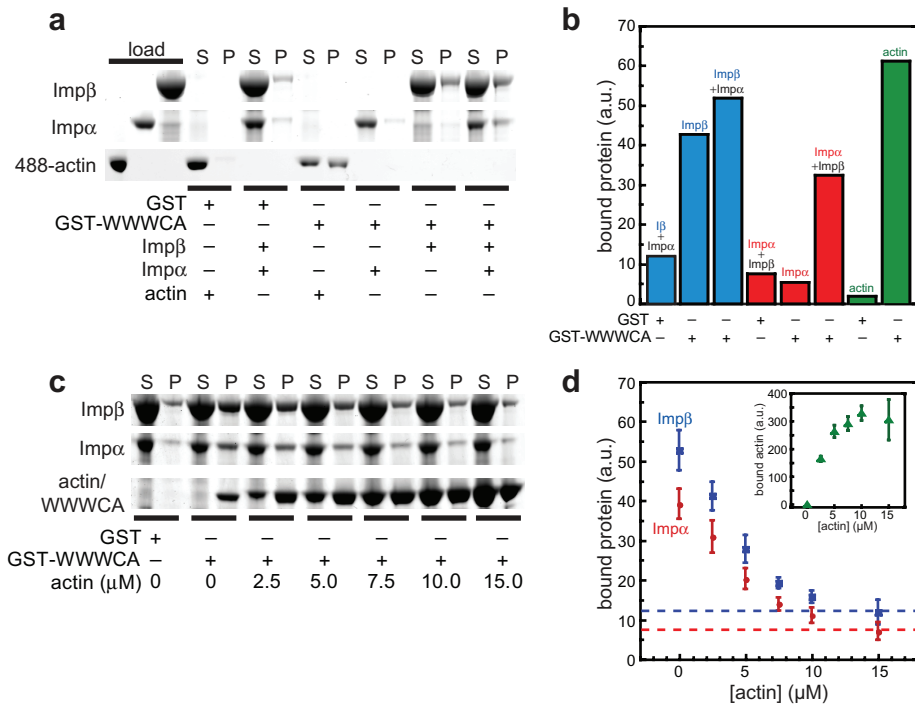 a
load
S P S P S P S P S P S P
Impβ
Impα
488-actin
GST + + – – – –
GST-WWWCA – – + + + +
Impβ – + – – + +
Impα – + – + – +
actin + – + – – –
b
bound protein (a.u.)
70
60
50
40
30
20
10
0
Iβ
+
Impα
Impβ
Impβ
+Impα
Impα
+
Impβ
Impα
Impα
+Impβ
actin
actin
GST + – – + – – + –
GST-WWWCA – + + – + + – +
c
S P S P S P S P S P S P S P
Impβ
Impα
actin/
WWWCA
GST +
GST-WWWCA + + + + + +
actin (μM) 0 0 2.5 5.0 7.5 10.0 15.0
d
bound protein (a.u.)
70
60
50
40
30
20
10
0
Impβ
Impα
0 5 10 15
[actin] (μM)
bound actin (a.u.)
400
300
200
100
0
0 5 10 15
[actin] (μM)